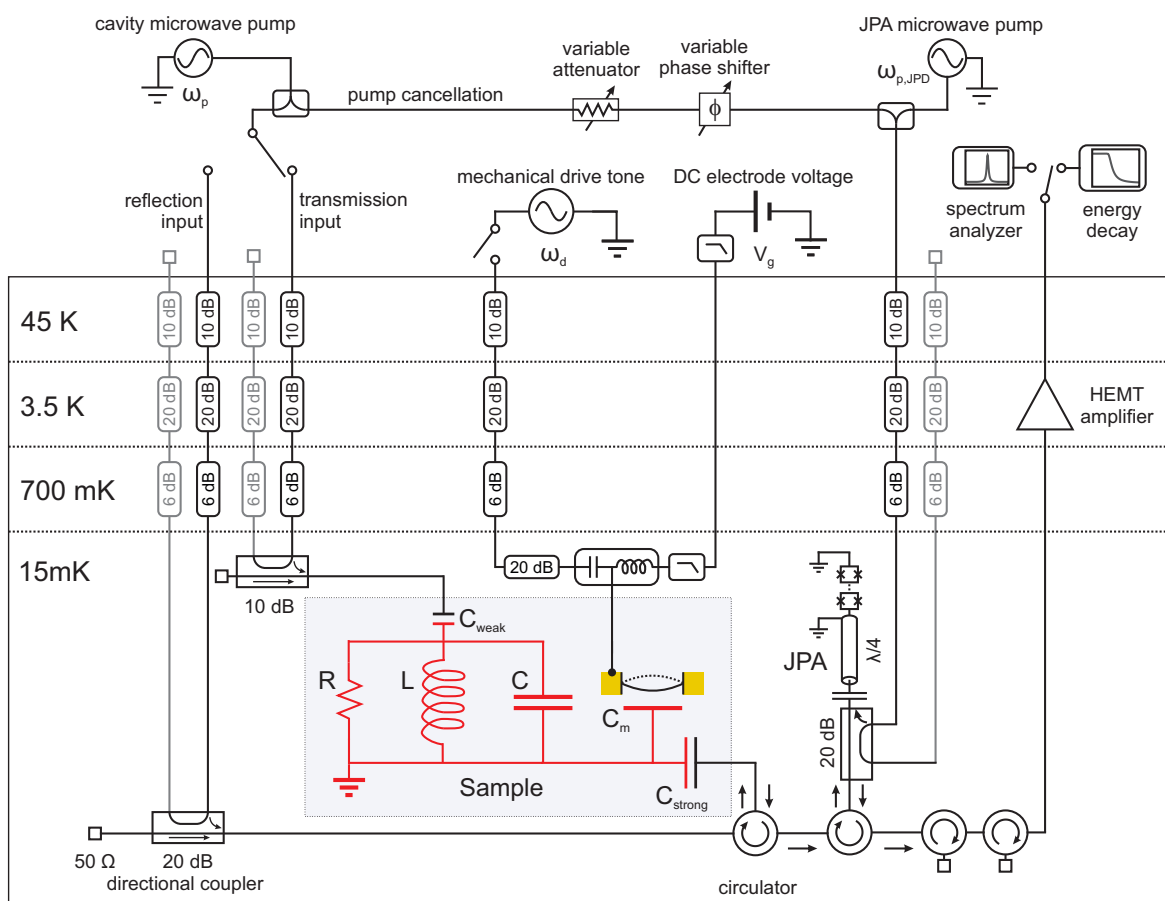 cavity microwave pump
ω_p
pump cancellation
variable
attenuator
variable
phase shifter
ϕ
JPA microwave pump
ω_p,JPD
reflection
input
transmission
input
mechanical drive tone
ω_d
DC electrode voltage
V_g
spectrum
analyzer
energy
decay
45 K
10 dB
10 dB
10 dB
10 dB
10 dB
10 dB
10 dB
3.5 K
20 dB
20 dB
20 dB
20 dB
20 dB
20 dB
20 dB
HEMT
amplifier
700 mK
6 dB
6 dB
6 dB
6 dB
6 dB
6 dB
6 dB
15mK
10 dB
20 dB
C_weak
R
L
C
C_m
Sample
C_strong
JPA
λ/4
20 dB
50 Ω
20 dB
directional coupler
circulator